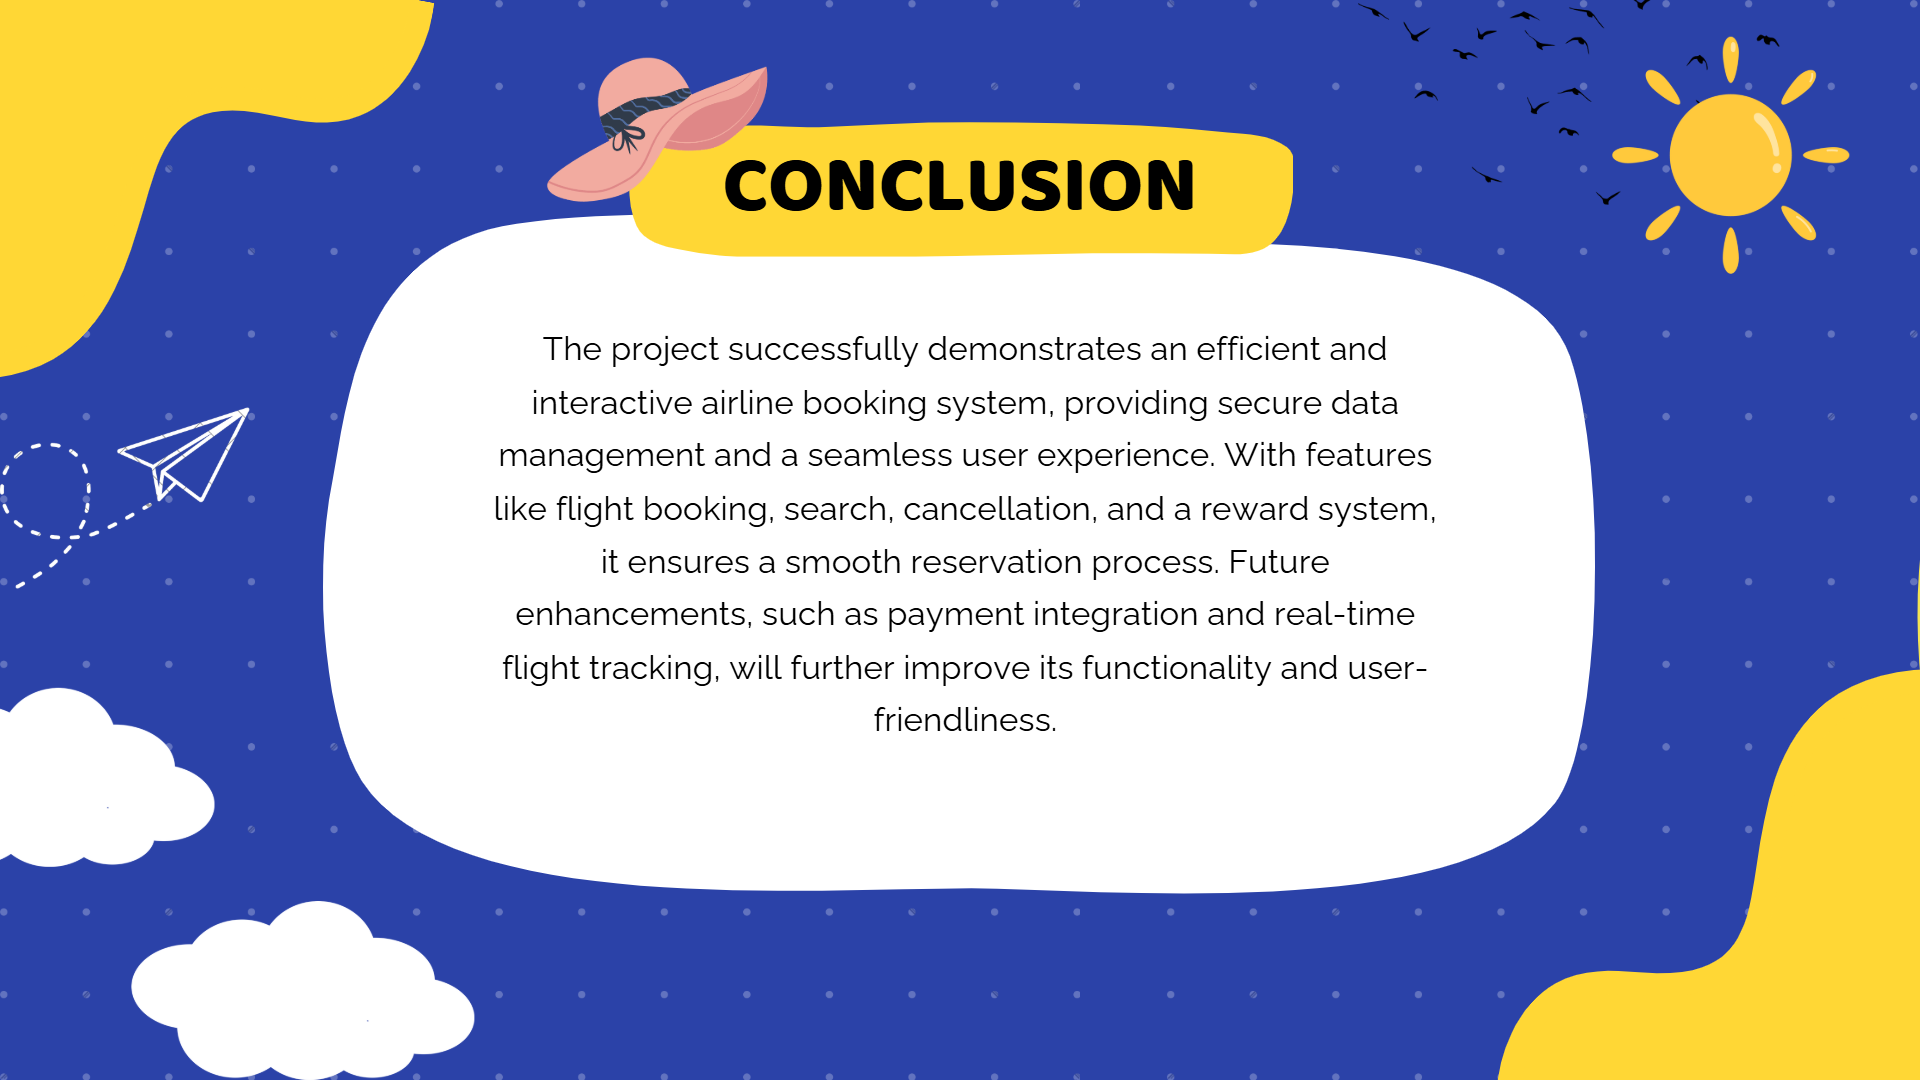 CONCLUSION
The project successfully demonstrates an efficient and
interactive airline booking system, providing secure data
management and a seamless user experience. With features
like flight booking, search, cancellation, and a reward system,
it ensures a smooth reservation process. Future
enhancements, such as payment integration and real-time
flight tracking, will further improve its functionality and user-
friendliness.